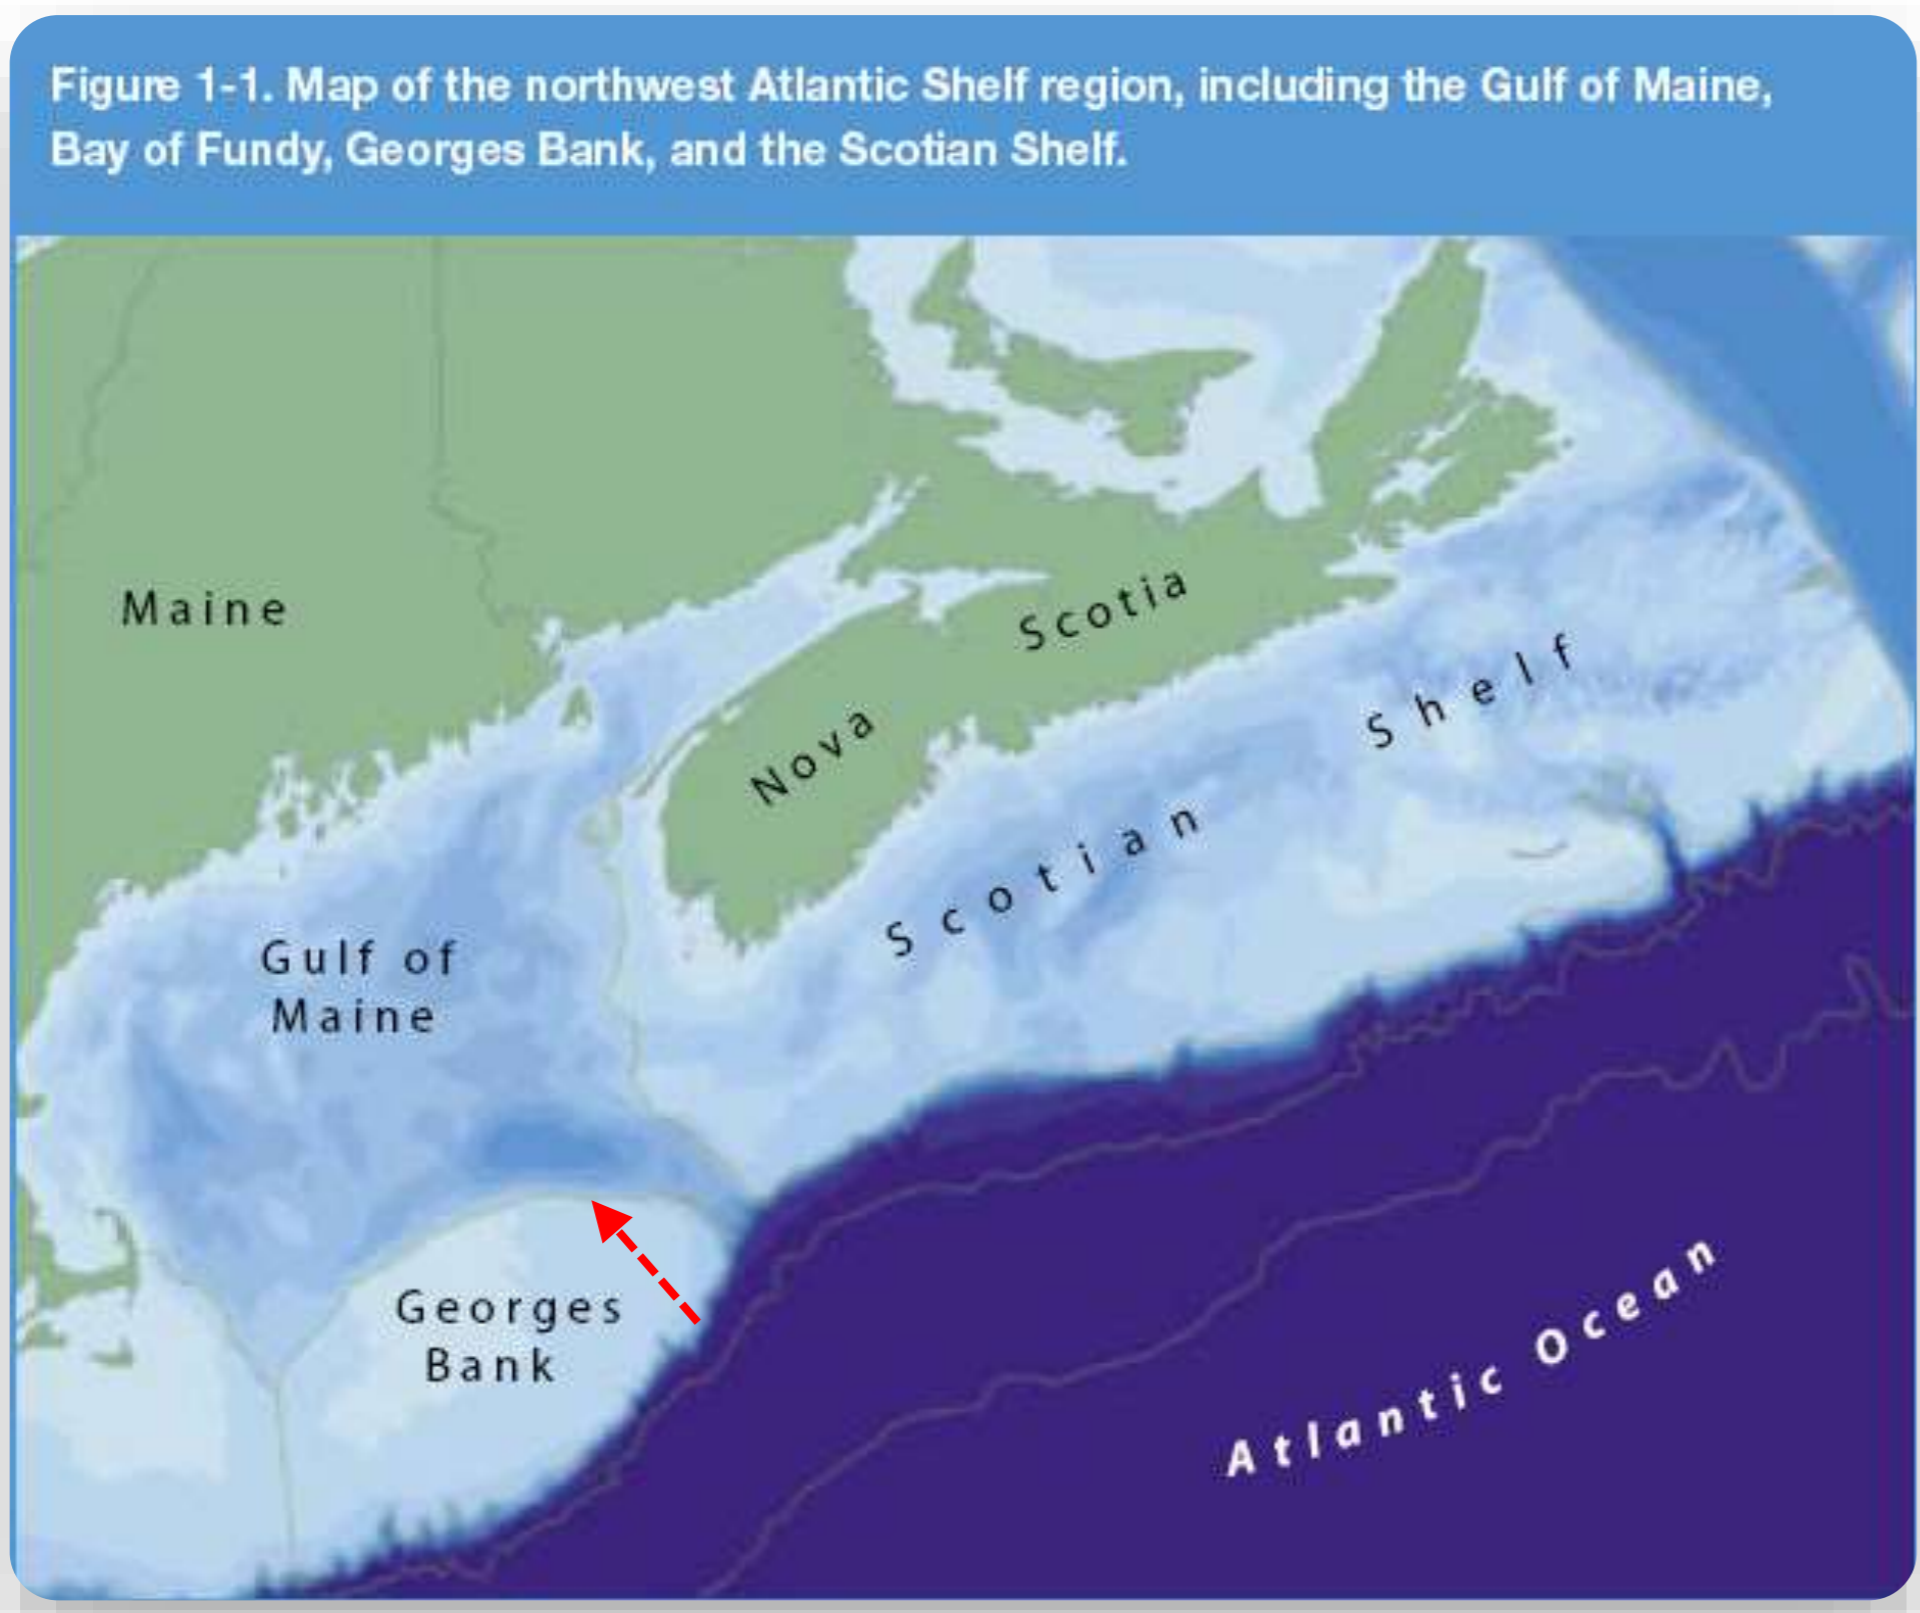 Figure 1-1. Map of the northwest Atlantic Shelf region, including the Gulf of Maine,
Bay of Fundy, Georges Bank, and the Scotian Shelf.
Maine
Nova Scotia
Scotian Shelf
Gulf of
Maine
Georges
Bank
Atlantic Ocean